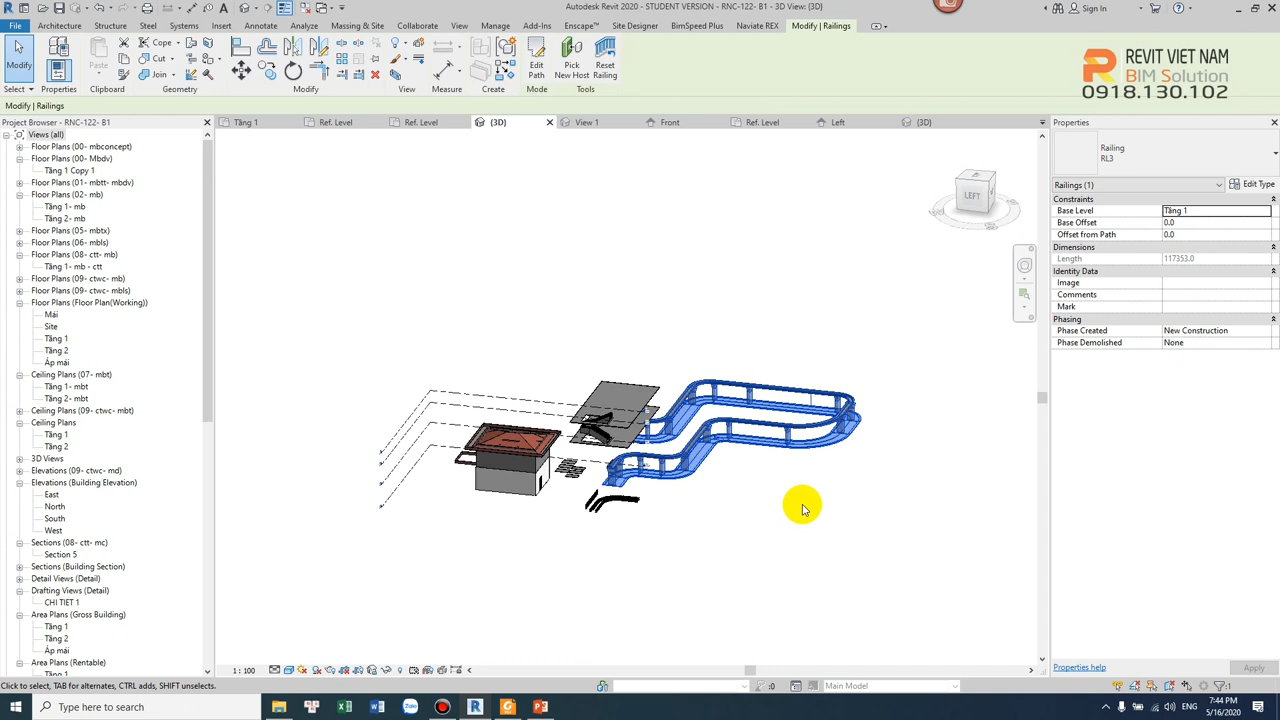 Autodesk Revit 2020 - STUDENT VERSION - RNC-122- B1 - 3D View: {3D}
Sign In
File Architecture Structure Steel Systems Insert Annotate Massing & Site Collaborate View Manage Add-Ins Enscape™ Site Designer BimSpeed Plus Naviate REX Modify | Railings
Modify
Paste
Cope
Cut
Join
Edit Path
Pick New Host
Reset Railing
Select Properties Clipboard Geometry Modify View Measure Create Mode Tools
REVIT VIET NAM
BIM Solution
0918.130.102
Modify | Railings
Project Browser - RNC-122- B1
Tầng 1 Ref. Level Ref. Level {3D} View 1 Front Ref. Level Left {3D}
Properties
Views (all)
Floor Plans (00- mbconcept)
Floor Plans (00- Mbdv)
Tầng 1 Copy 1
Floor Plans (01- mbtt- mbdv)
Floor Plans (02- mb)
Tầng 1- mb
Tầng 2- mb
Floor Plans (05- mbtx)
Floor Plans (06- mbls)
Floor Plans (08- ctt- mb)
Tầng 1- mb - ctt
Floor Plans (09- ctwc- mb)
Floor Plans (09- ctwc- mbls)
Floor Plans (Floor Plan(Working))
Mái
Site
Tầng 1
Tầng 2
Áp mái
Ceiling Plans (07- mbt)
Tầng 1- mbt
Tầng 2- mbt
Ceiling Plans (09- ctwc- mbt)
Ceiling Plans
Tầng 1
Tầng 2
3D Views
Elevations (09- ctwc- md)
Elevations (Building Elevation)
East
North
South
West
Sections (08- ctt- mc)
Section 5
Sections (Building Section)
Detail Views (Detail)
Drafting Views (Detail)
CHI TIET 1
Area Plans (Gross Building)
Tầng 1
Tầng 2
Áp mái
Area Plans (Rentable)
Tầng 1
LEFT
Railing
RL3
Railings (1)
Edit Type
Constraints
Base Level Tầng 1
Base Offset 0.0
Offset from Path 0.0
Dimensions
Length 117353.0
Identity Data
Image
Comments
Mark
Phasing
Phase Created New Construction
Phase Demolished None
Properties help
Apply
1 : 100
Click to select, TAB for alternates, CTRL adds, SHIFT unselects.
:0
Main Model
:1
Type here to search
Zalo
ENG
7:44 PM
5/16/2020